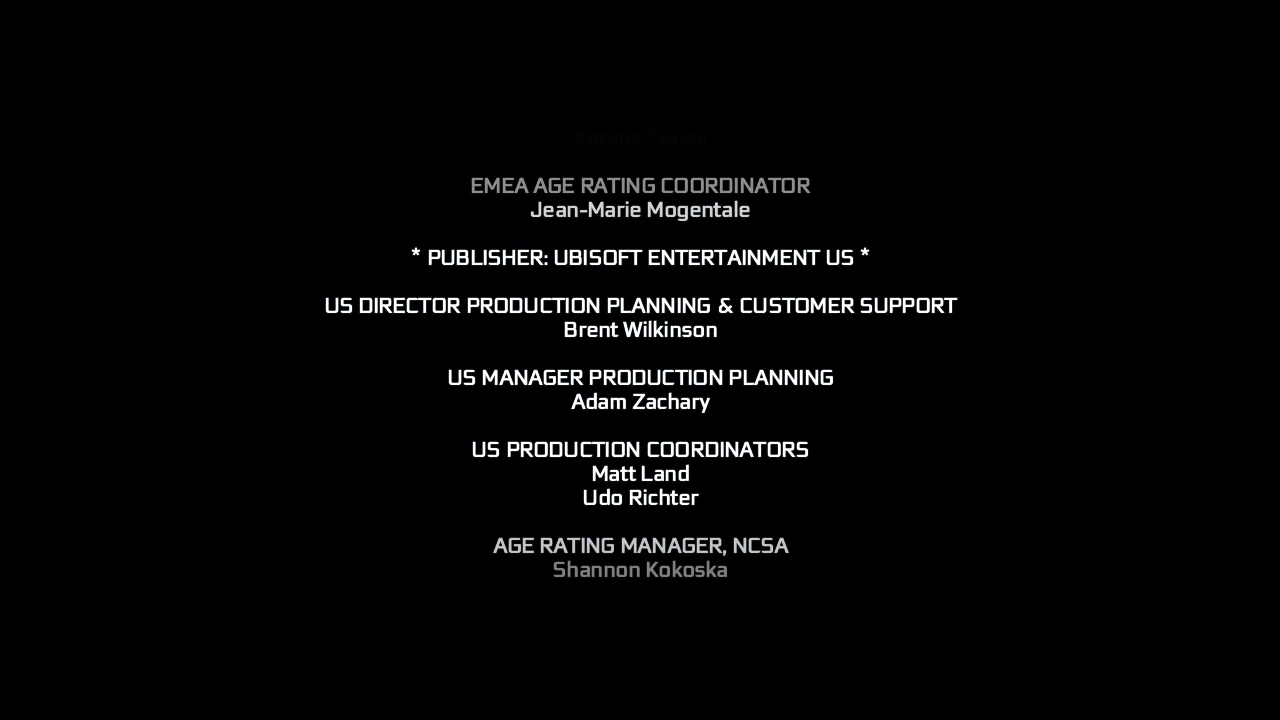 EMEA AGE RATING COORDINATOR
Jean-Marie Mogentale
* PUBLISHER: UBISOFT ENTERTAINMENT US *
US DIRECTOR PRODUCTION PLANNING & CUSTOMER SUPPORT
Brent Wilkinson
US MANAGER PRODUCTION PLANNING
Adam Zachary
US PRODUCTION COORDINATORS
Matt Land
Udo Richter
AGE RATING MANAGER, NCSA
Shannon Kokoska